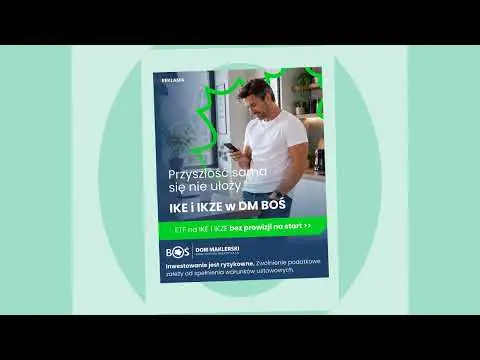 REKLAMA
Przyszłość sama
się nie ułoży.
IKE i IKZE w DM BOŚ
ETF na IKE i IKZE bez prowizji na start >>
BOŚ DOM MAKLERSKI
Inwestowanie jest ryzykowne. Zwolnienie podatkowe
zależy od spełnienia warunków ustawowych.